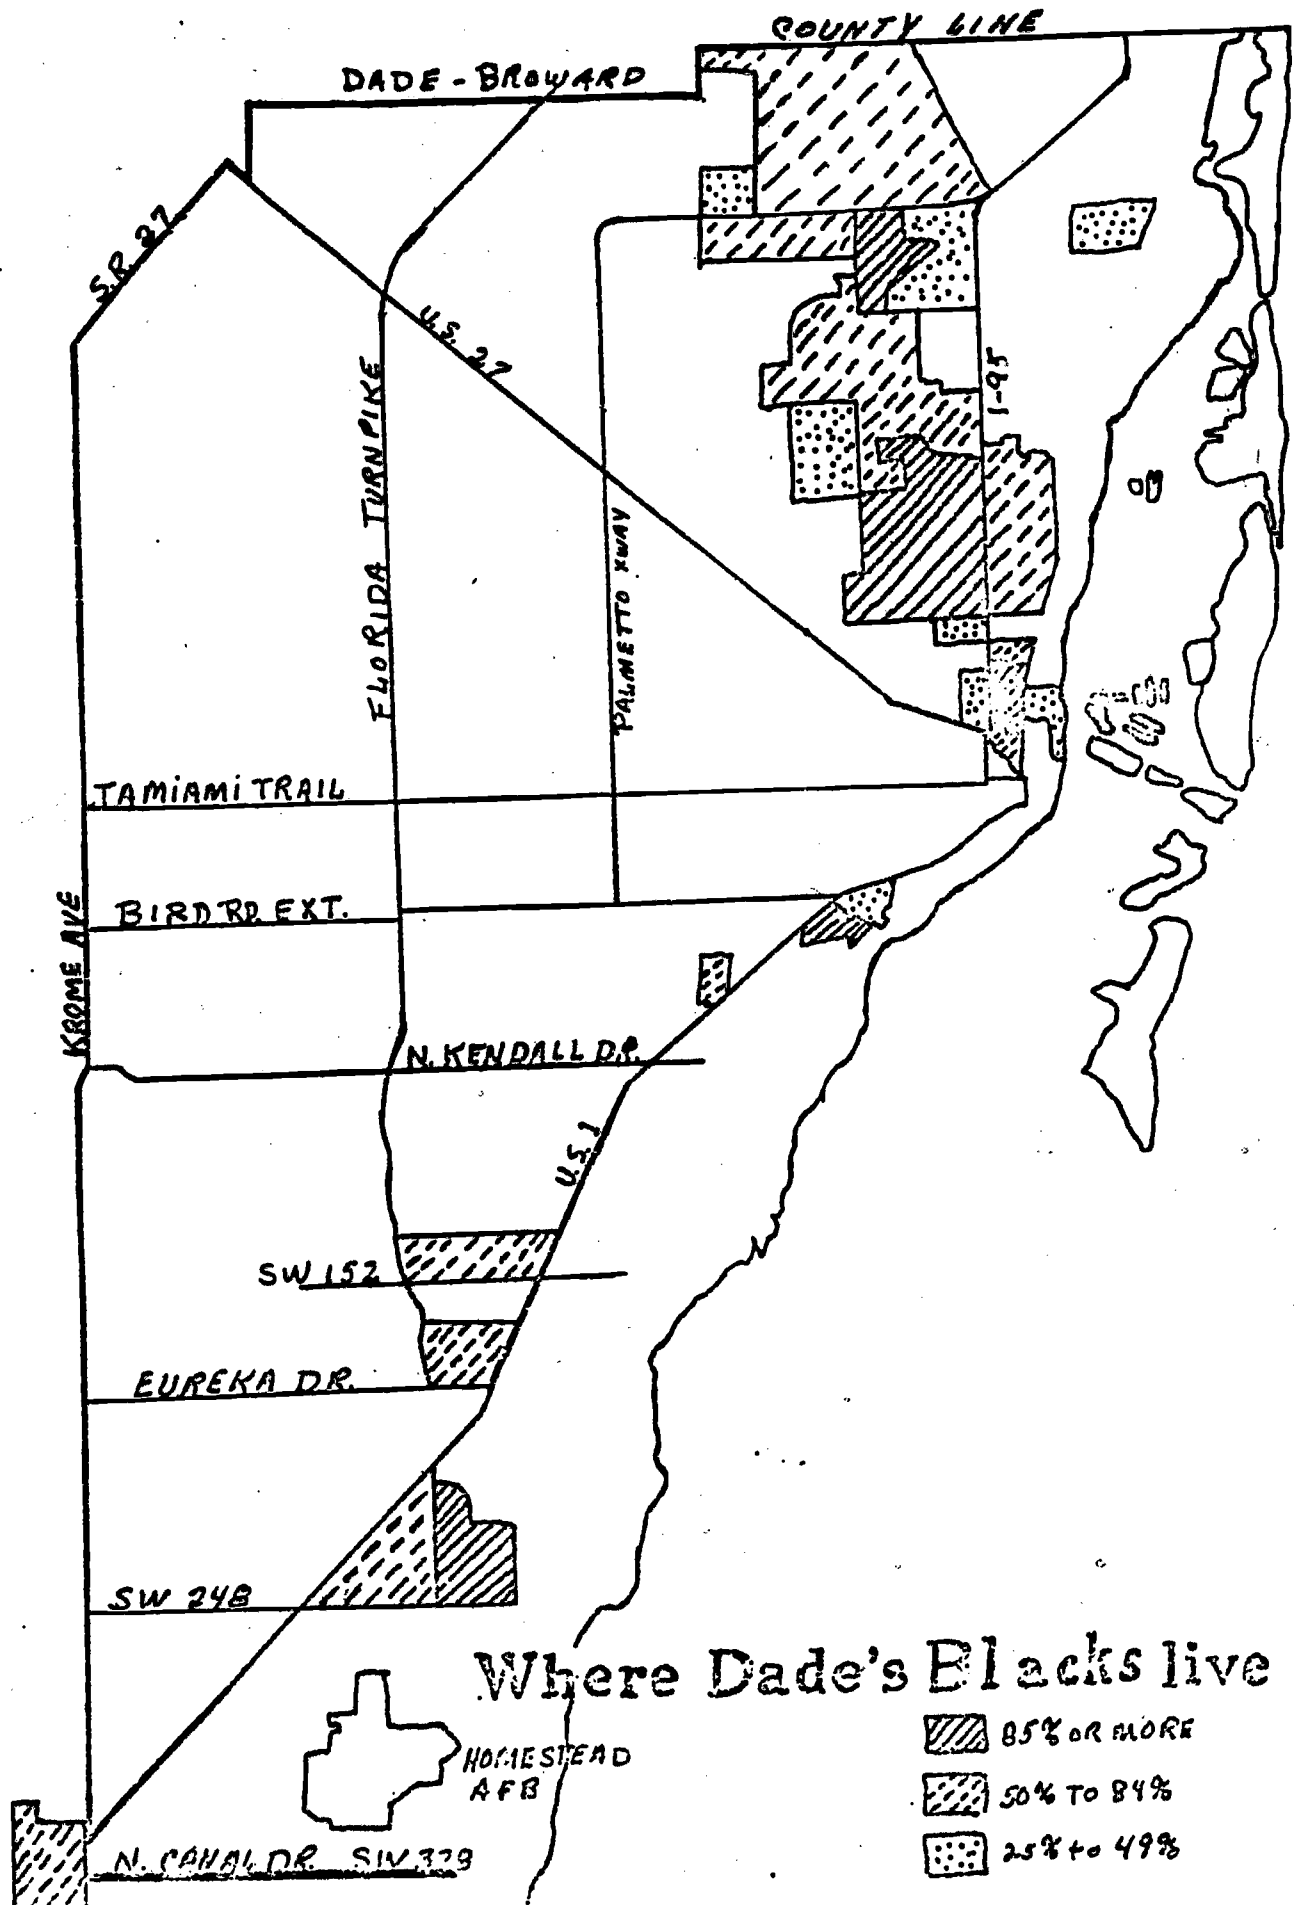 COUNTY LINE
DADE - BROWARD
S.R. 27
U.S. 27
I-95
FLORIDA TURNPIKE
PALMETTO XWAY
TAMIAMI TRAIL
KROME AVE
BIRD RD. EXT.
N. KENDALL DR.
U.S. 1
SW 152
EUREKA DR.
SW 248
Where Dade's Blacks live
85% OR MORE
HOMESTEAD
AFB
50% TO 84%
25% to 49%
N. CANAL DR. SW 328